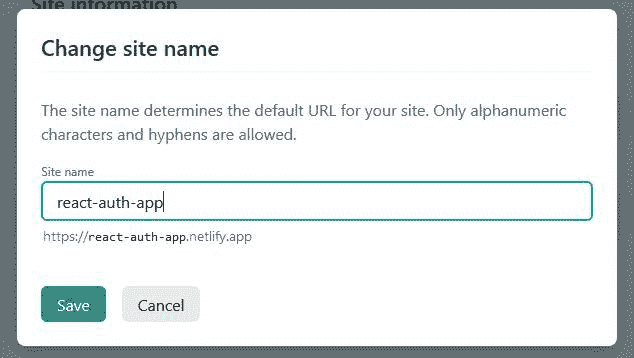 Site information
Change site name
The site name determines the default URL for your site. Only alphanumeric
characters and hyphens are allowed.
Site name
react-auth-app
https://react-auth-app.netlify.app
Save
Cancel